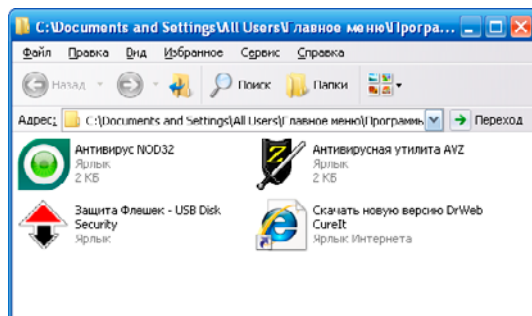 C:\Documents and Settings\All Users\Главное меню\Програ...
Файл Правка Вид Избранное Сервис Справка
Назад Поиск Папки
Адрес: C:\Documents and Settings\All Users\Главное меню\Программы Переход
Антивирус NOD32
Ярлык
2 КБ
Антивирусная утилита AVZ
Ярлык
2 КБ
Защита Флешек - USB Disk
Security
Ярлык
Скачать новую версию DrWeb
CureIt
Ярлык Интернета